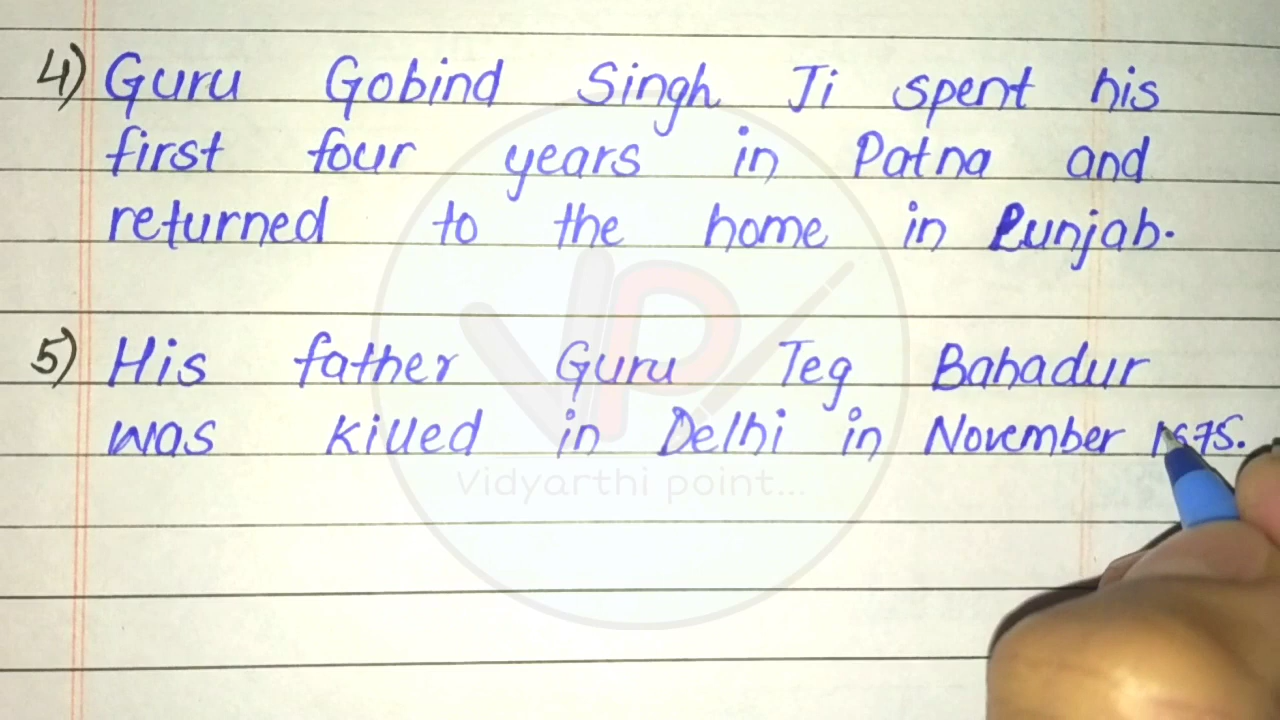 4) Guru Gobind Singh Ji spent his
first four years in Patna and
returned to the home in Punjab.
5) His father Guru Teg Bahadur
was killed in Delhi in November 1675.
VP
Vidyarthi point...